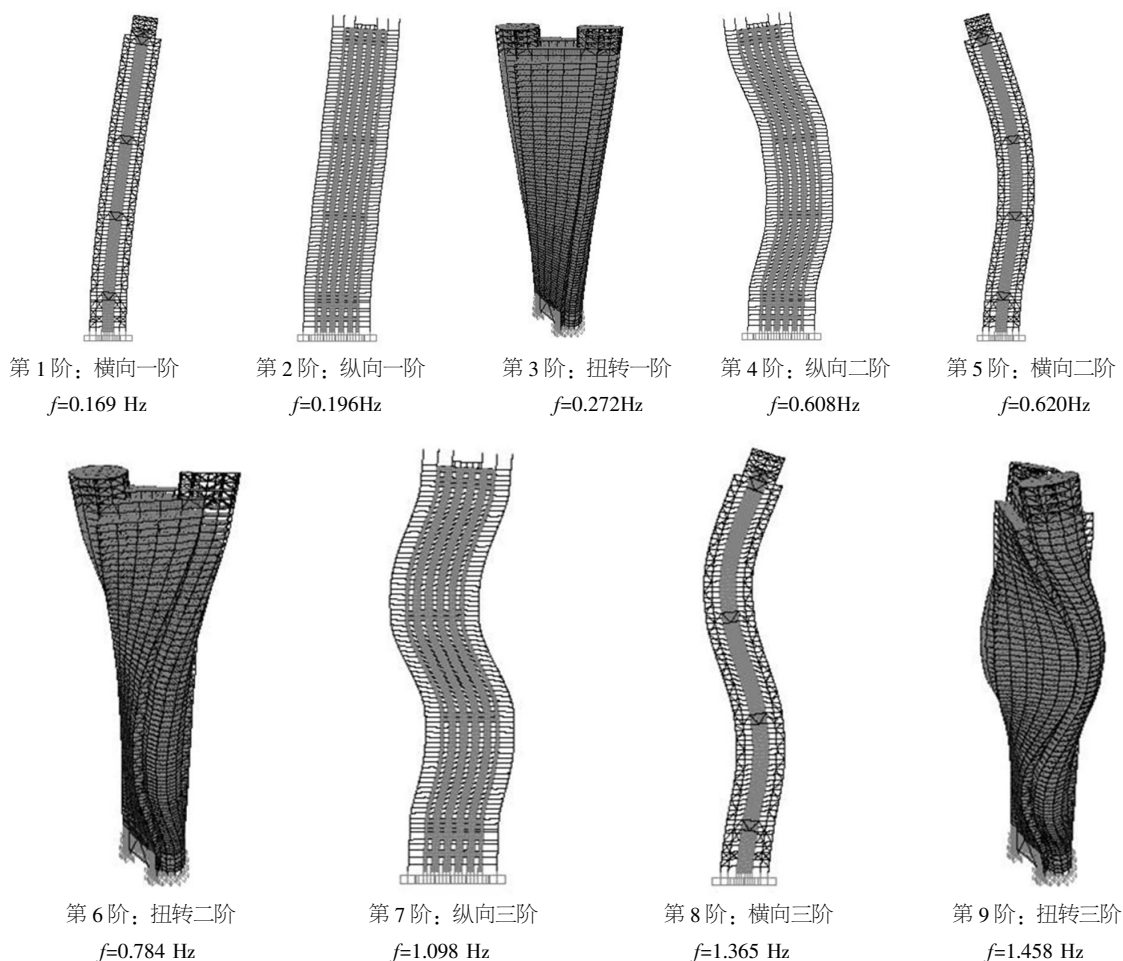 第 1 阶：横向一阶
第 2 阶：纵向一阶
第 3 阶：扭转一阶
第 4 阶：纵向二阶
第 5 阶：横向二阶
f=0.169 Hz
f=0.196Hz
f=0.272Hz
f=0.608Hz
f=0.620Hz
第 6 阶：扭转二阶
第 7 阶：纵向三阶
第 8 阶：横向三阶
第 9 阶：扭转三阶
f=0.784 Hz
f=1.098 Hz
f=1.365 Hz
f=1.458 Hz